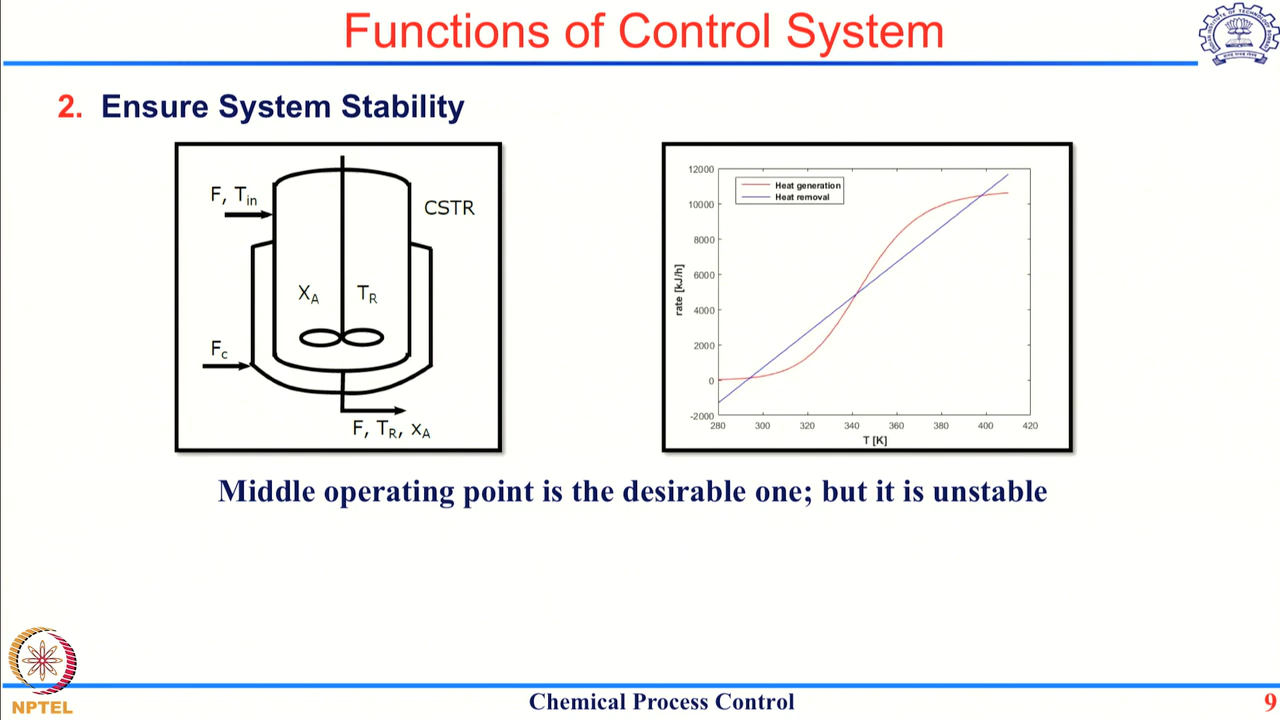 Functions of Control System
2. Ensure System Stability
F, Tin
CSTR
XA TR
Fc
F, TR, xA
12000
10000
8000
6000
4000
2000
0
-2000
Heat generation
Heat removal
rate [kJ/h]
280 300 320 340 360 380 400 420
T [K]
Middle operating point is the desirable one; but it is unstable
NPTEL
Chemical Process Control
9